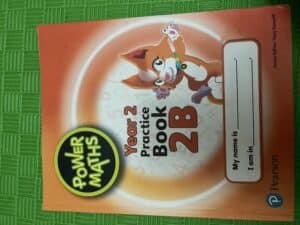 POWER
MATHS
Year 2
Practice
Book
2B
My name is
I am in
Pearson